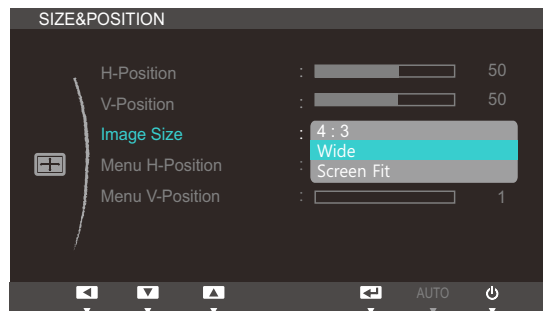 SIZE&POSITION
H-Position : 50
V-Position : 50
Image Size : 4 : 3
Wide
Screen Fit
Menu H-Position :
Menu V-Position : 1
AUTO